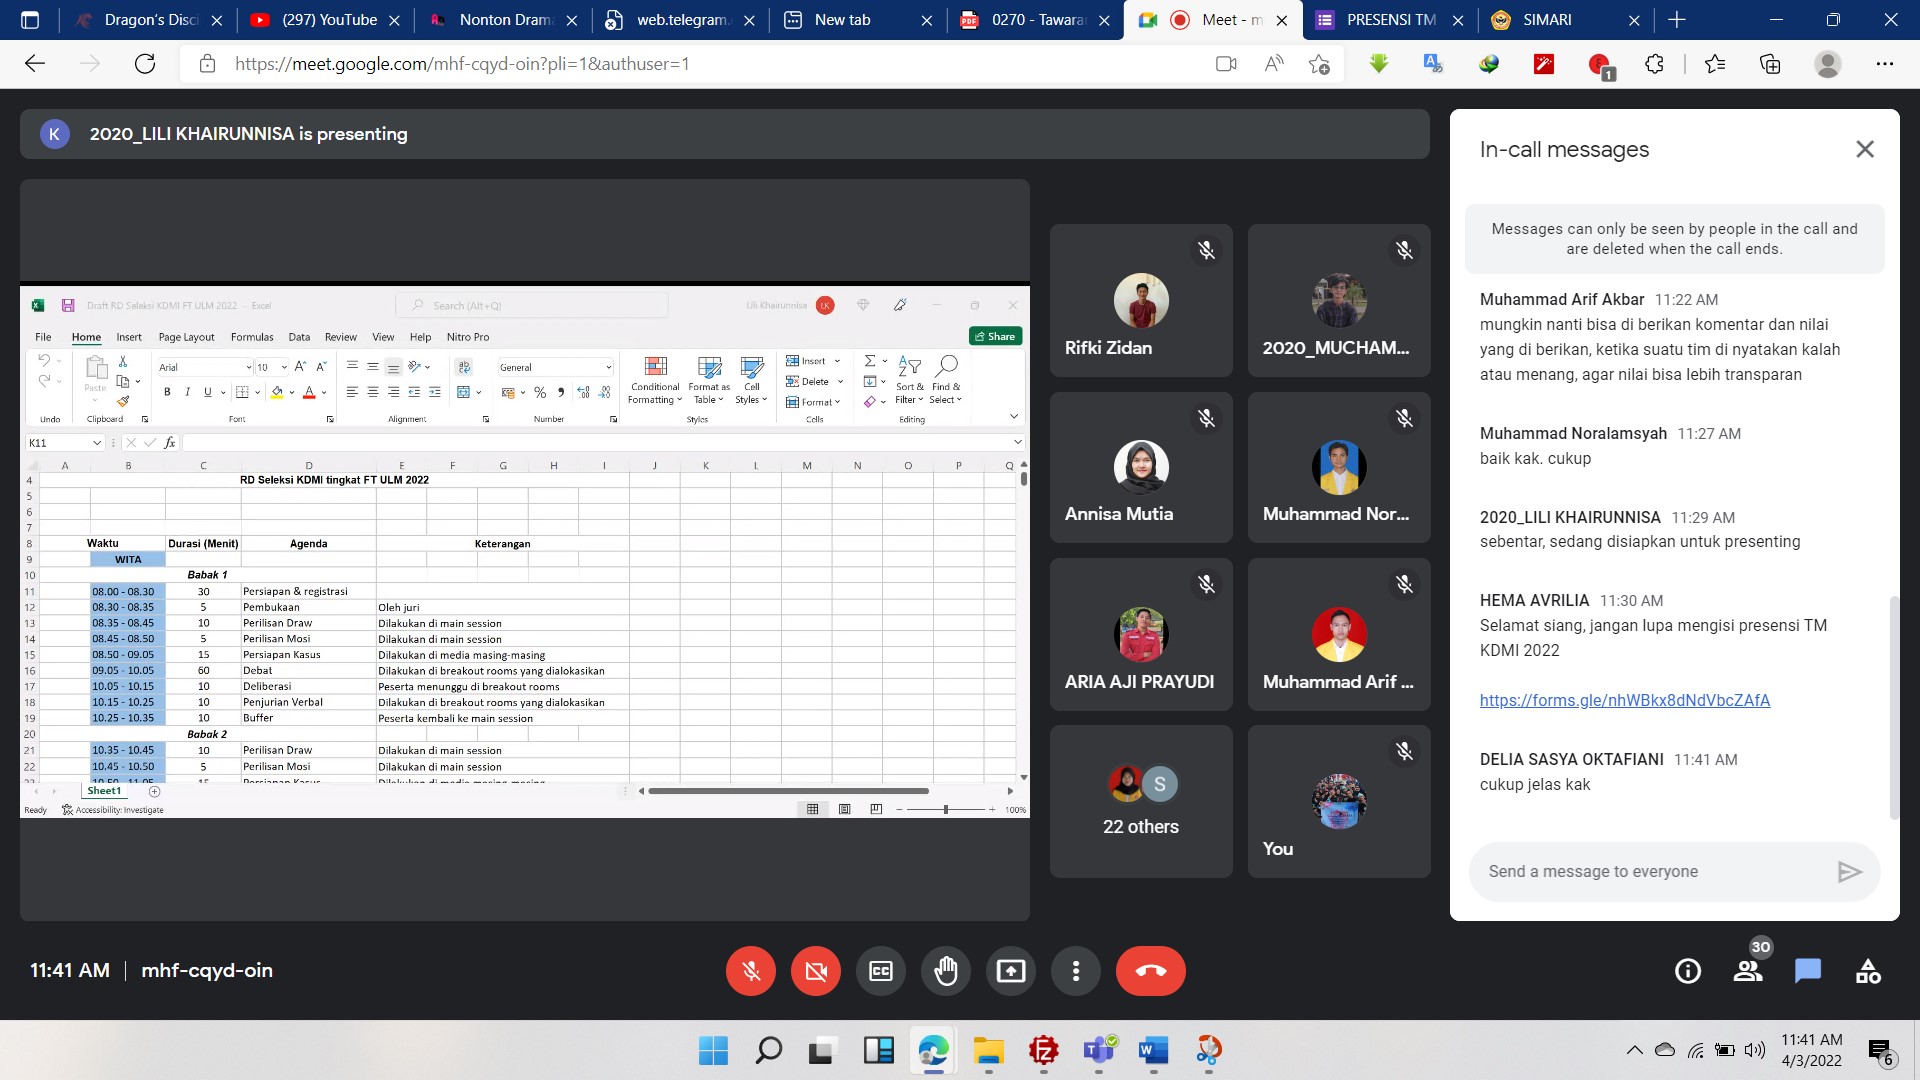 Dragon's Disci
(297) YouTube
Nonton Dram
web.telegram.
New tab
0270 - Tawara
Meet - m
PRESENSI TM
SIMARI
https://meet.google.com/mhf-cqyd-oin?pli=1&authuser=1
1
K
2020_LILI KHAIRUNNISA is presenting
Draft RD Seleksi KDMI FT ULM 2022 - Excel
Search (Alt+Q)
Lili Khairunnisa
LK
File Home Insert Page Layout Formulas Data Review View Help Nitro Pro
Share
Paste
Arial
10
General
Conditional Formatting
Format as Table
Cell Styles
Insert
Delete
Format
Sort & Filter
Find & Select
Undo Clipboard Font Alignment Number Styles Cells Editing
K11
fx
A B C D E F G H I J K L M N O P Q
4 RD Seleksi KDMI tingkat FT ULM 2022
5
6
7
8 Waktu Durasi (Menit) Agenda Keterangan
9 WITA
10 Babak 1
11 08.00 - 08.30 30 Persiapan & registrasi
12 08.30 - 08.35 5 Pembukaan Oleh juri
13 08.35 - 08.45 10 Perilisan Draw Dilakukan di main session
14 08.45 - 08.50 5 Perilisan Mosi Dilakukan di main session
15 08.50 - 09.05 15 Persiapan Kasus Dilakukan di media masing-masing
16 09.05 - 10.05 60 Debat Dilakukan di breakout rooms yang dialokasikan
17 10.05 - 10.15 10 Deliberasi Peserta menunggu di breakout rooms
18 10.15 - 10.25 10 Penjurian Verbal Dilakukan di breakout rooms yang dialokasikan
19 10.25 - 10.35 10 Buffer Peserta kembali ke main session
20 Babak 2
21 10.35 - 10.45 10 Perilisan Draw Dilakukan di main session
22 10.45 - 10.50 5 Perilisan Mosi Dilakukan di main session
23 10.50 - 11.05 15 Persiapan Kasus Dilakukan di media masing-masing
Sheet1
Ready Accessibility: Investigate
100%
Rifki Zidan
2020_MUCHAM...
Annisa Mutia
Muhammad Nor...
ARIA AJI PRAYUDI
Muhammad Arif ...
S
22 others
You
In-call messages
Messages can only be seen by people in the call and
are deleted when the call ends.
Muhammad Arif Akbar 11:22 AM
mungkin nanti bisa di berikan komentar dan nilai
yang di berikan, ketika suatu tim di nyatakan kalah
atau menang, agar nilai bisa lebih transparan
Muhammad Noralamsyah 11:27 AM
baik kak. cukup
2020_LILI KHAIRUNNISA 11:29 AM
sebentar, sedang disiapkan untuk presenting
HEMA AVRILIA 11:30 AM
Selamat siang, jangan lupa mengisi presensi TM
KDMI 2022
https://forms.gle/nhWBkx8dNdVbcZAfA
DELIA SASYA OKTAFIANI 11:41 AM
cukup jelas kak
Send a message to everyone
11:41 AM | mhf-cqyd-oin
30
11:41 AM
4/3/2022
6